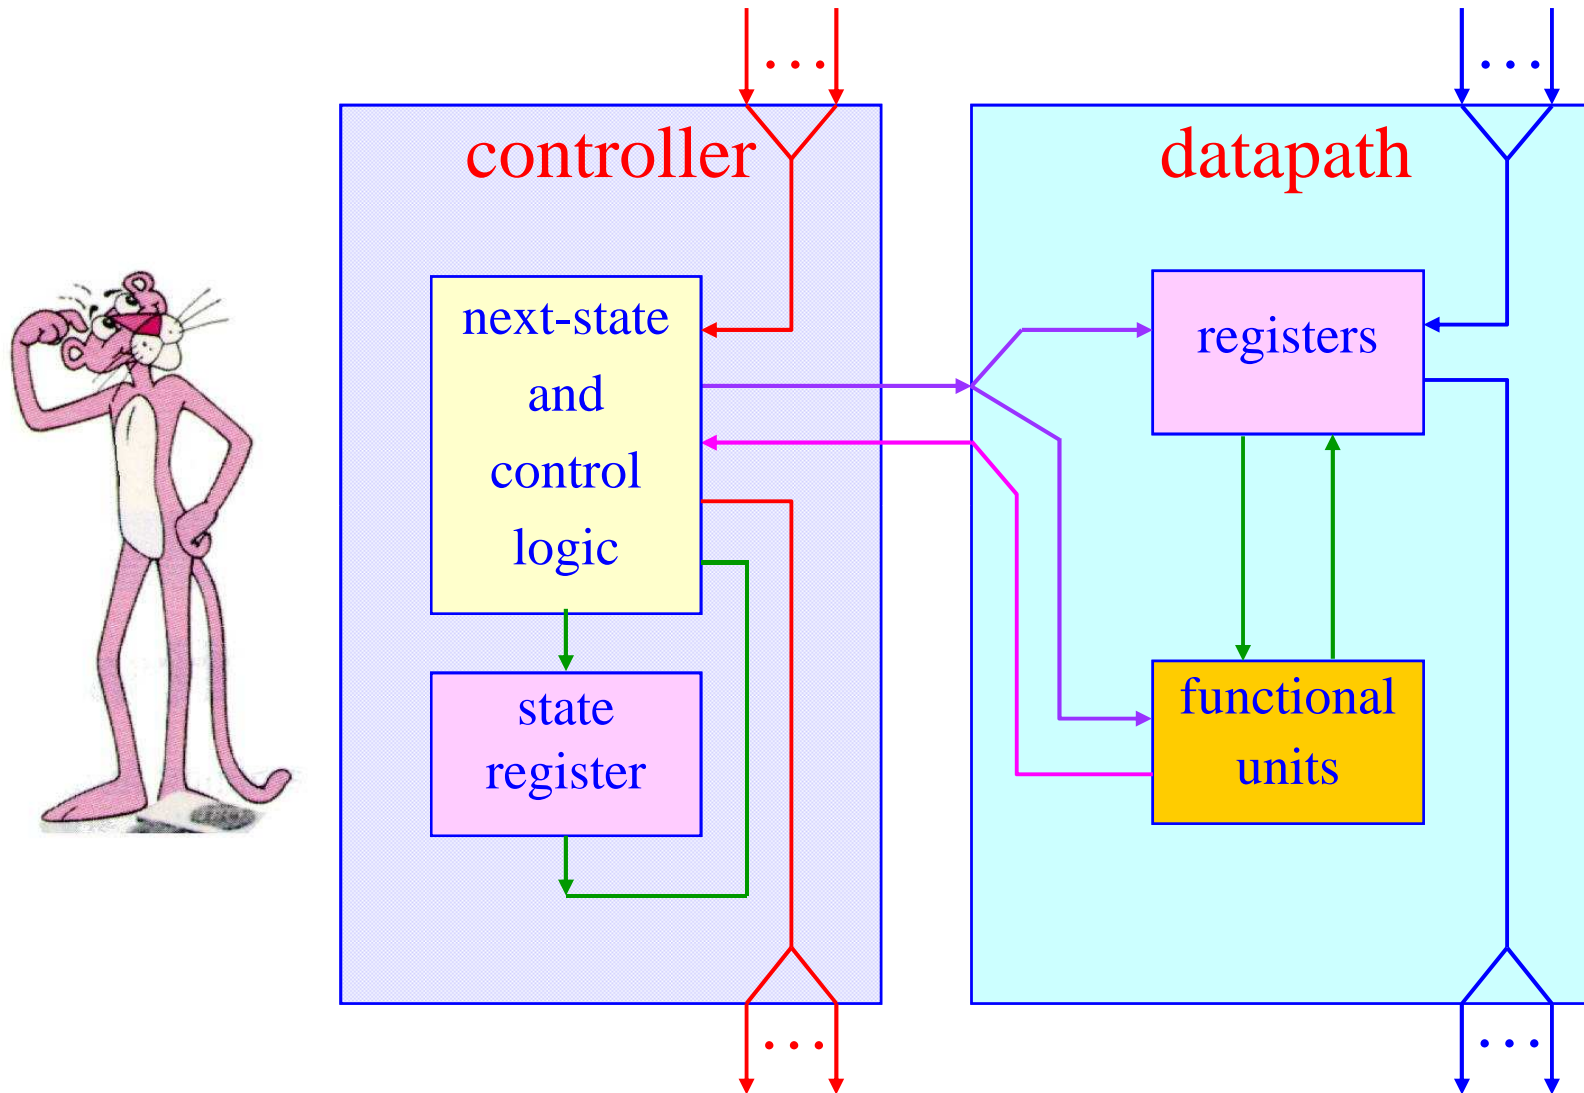 controller
next-state
and
control
logic
state
register
datapath
registers
functional
units